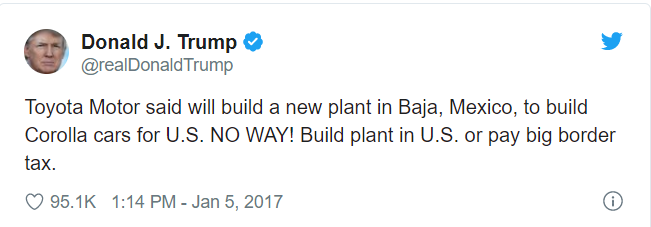 Donald J. Trump
@realDonaldTrump
Toyota Motor said will build a new plant in Baja, Mexico, to build
Corolla cars for U.S. NO WAY! Build plant in U.S. or pay big border
tax.
95.1K 1:14 PM - Jan 5, 2017